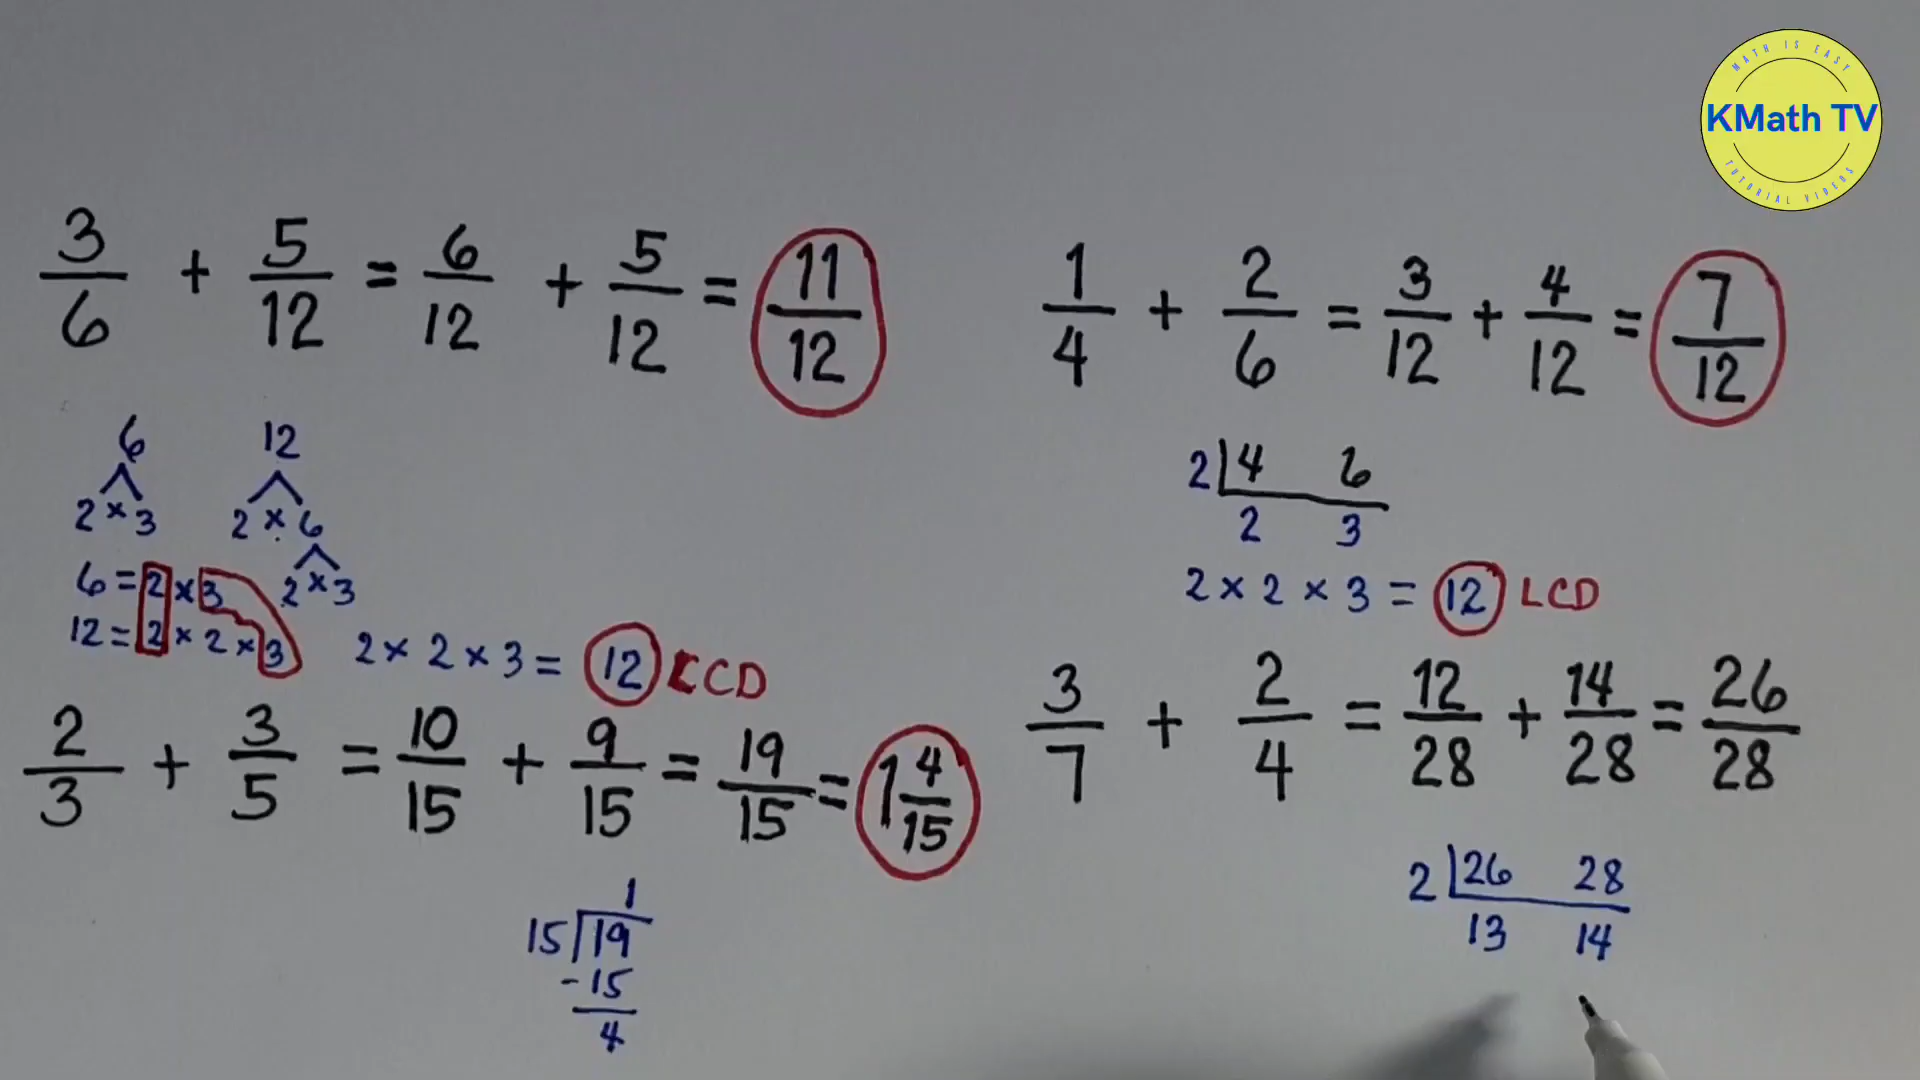 MATH IS EASY
KMath TV
TUTORIAL VIDEOS
3/6 + 5/12 = 6/12 + 5/12 = 11/12
6 12
2 × 3 2 × 6
2 × 3
6 = 2 × 3
12 = 2 × 2 × 3
2 × 2 × 3 = 12 LCD
1/4 + 2/6 = 3/12 + 4/12 = 7/12
2 4 6
2 3
2 × 2 × 3 = 12 LCD
2/3 + 3/5 = 10/15 + 9/15 = 19/15 = 1 4/15
1
15 19
-15
4
3/7 + 2/4 = 12/28 + 14/28 = 26/28
2 26 28
13 14